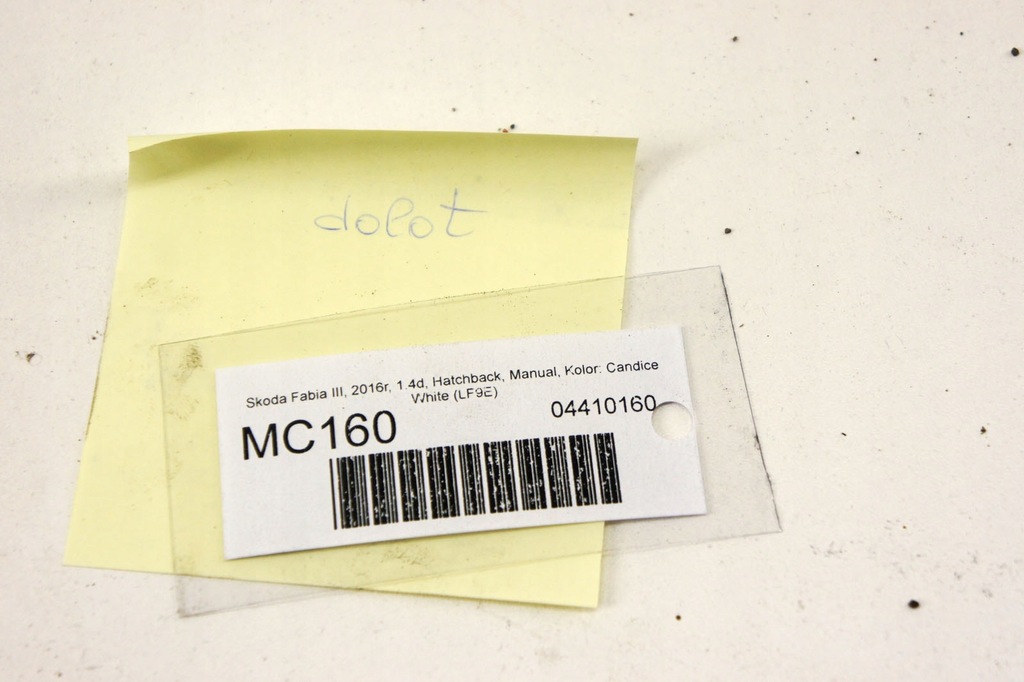 dolot
Skoda Fabia III, 2016r, 1.4d, Hatchback, Manual, Kolor: Candice
White (LF9E)
MC160
04410160